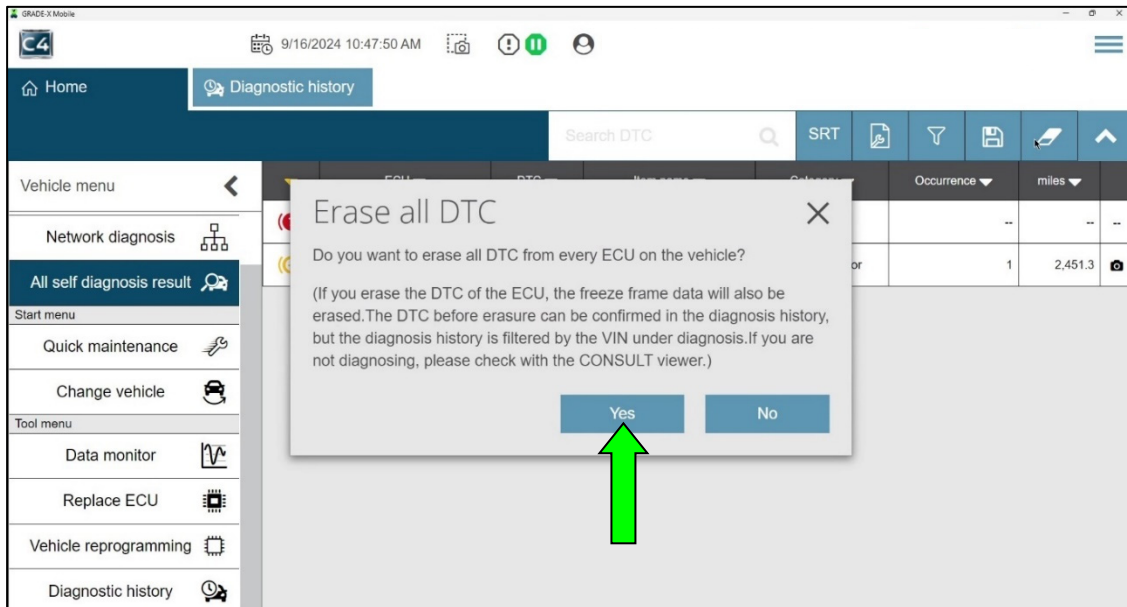 GRADE-X Mobile
C4
9/16/2024 10:47:50 AM
Home
Diagnostic history
Search DTC
SRT
Vehicle menu
Occurrence
miles
Network diagnosis
--
--
--
All self diagnosis result
or
1
2,451.3
Start menu
Quick maintenance
Change vehicle
Tool menu
Data monitor
Replace ECU
Vehicle reprogramming
Diagnostic history
Erase all DTC
Do you want to erase all DTC from every ECU on the vehicle?
(If you erase the DTC of the ECU, the freeze frame data will also be
erased.The DTC before erasure can be confirmed in the diagnosis history,
but the diagnosis history is filtered by the VIN under diagnosis.If you are
not diagnosing, please check with the CONSULT viewer.)
Yes
No